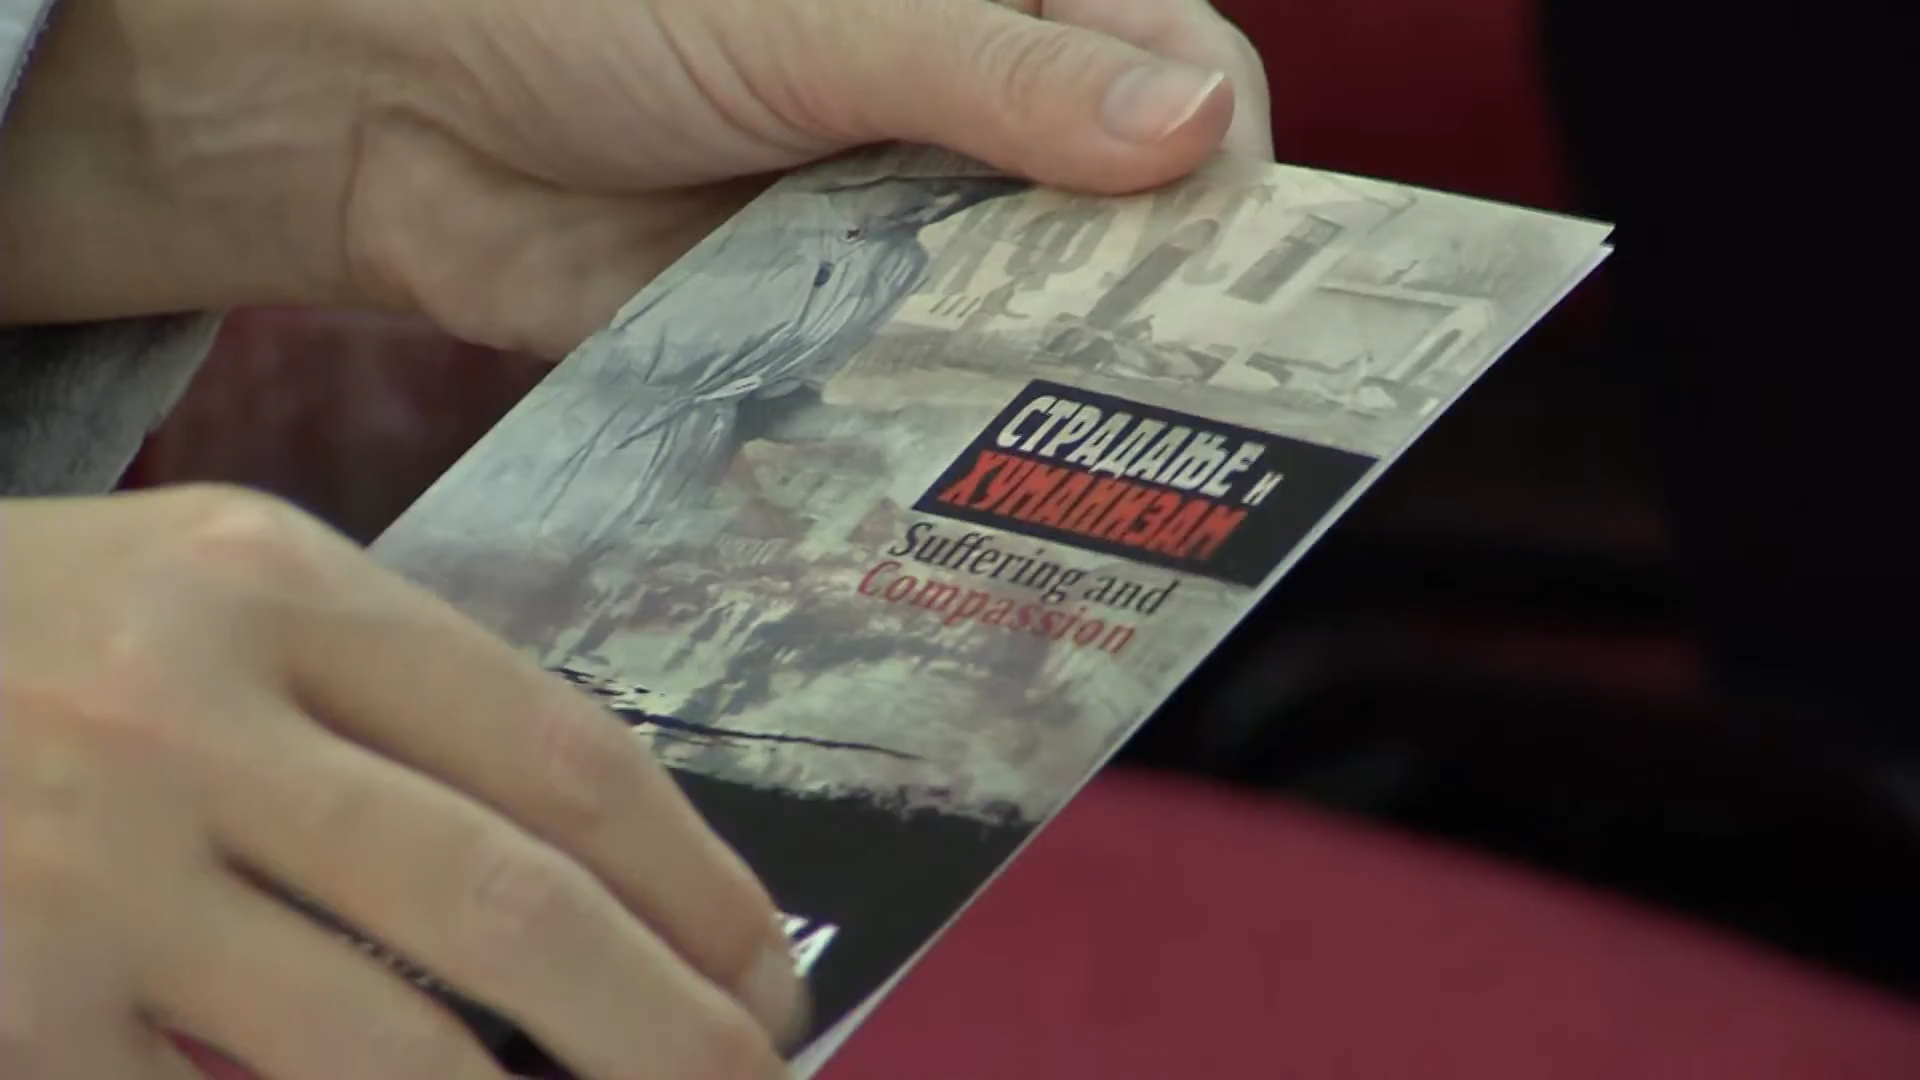 СТРАДАЊЕ и
ХУМАНИЗАМ
Suffering and
Compassion